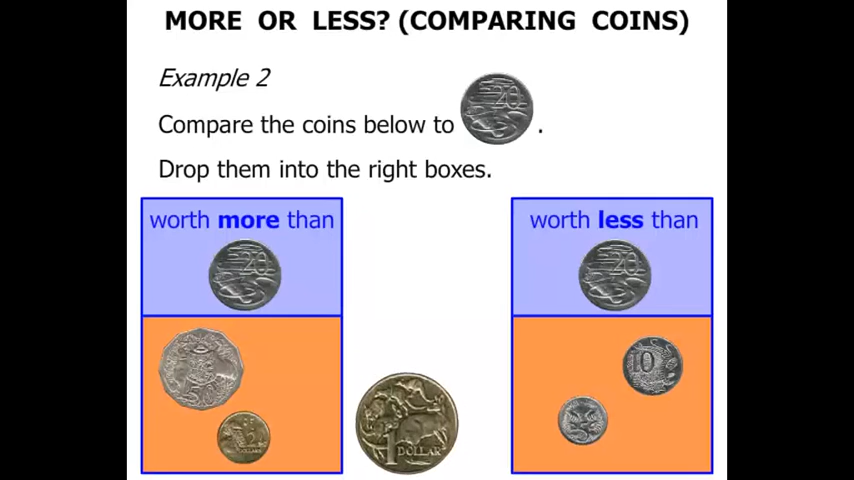 MORE OR LESS? (COMPARING COINS)
Example 2
Compare the coins below to 20 .
Drop them into the right boxes.
worth more than
20
worth less than
20
50
2
DOLLARS
1
DOLLAR
10
5